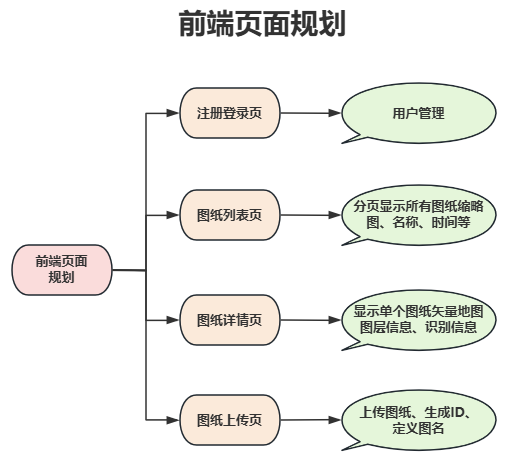 前端页面规划
注册登录页
用户管理
图纸列表页
分页显示所有图纸缩略
图、名称、时间等
前端页面
规划
图纸详情页
显示单个图纸矢量地图
图层信息、识别信息
图纸上传页
上传图纸、生成ID、
定义图名